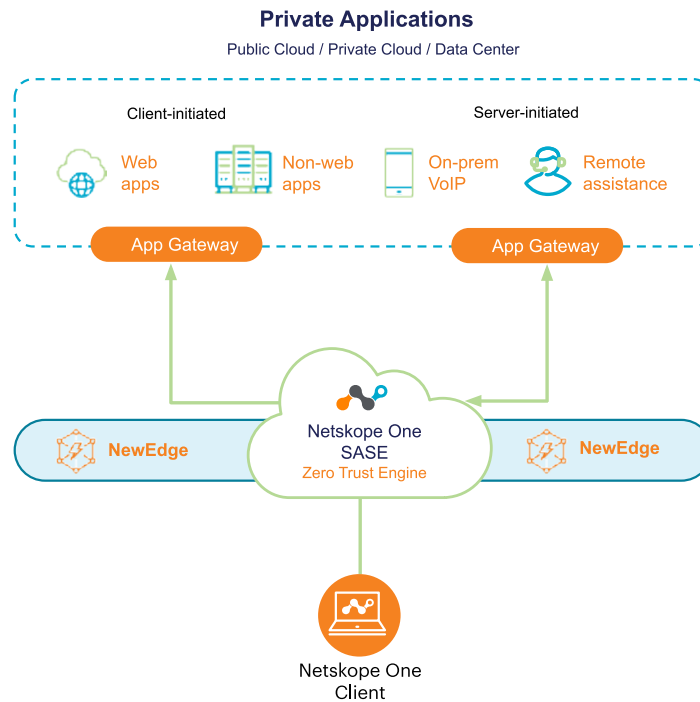 Private Applications
Public Cloud / Private Cloud / Data Center
Client-initiated
Server-initiated
Web
apps
Non-web
apps
On-prem
VoIP
Remote
assistance
App Gateway
App Gateway
Netskope One
SASE
Zero Trust Engine
NewEdge
NewEdge
Netskope One
Client